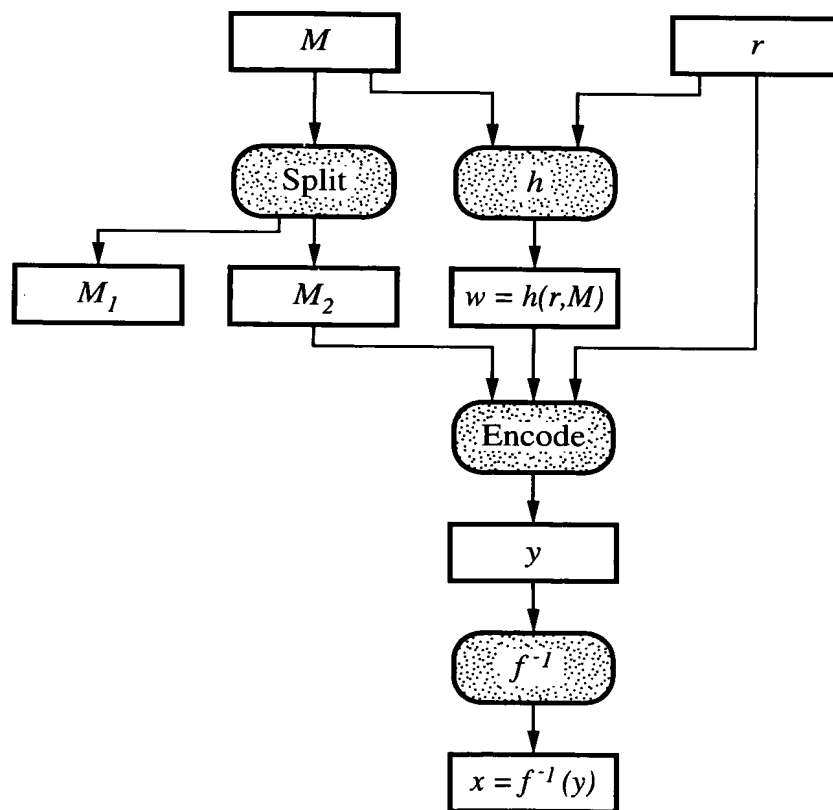 M
r
Split
h
M₁
M₂
w = h(r,M)
Encode
y
f⁻¹
x = f⁻¹(y)